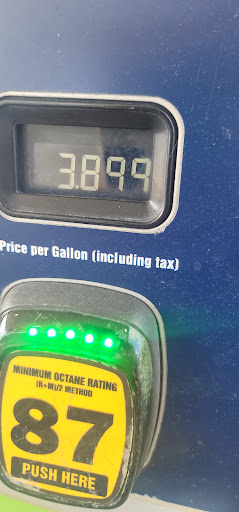 3.899
Price per Gallon (including tax)
MINIMUM OCTANE RATING
(R+M)/2 METHOD
87
PUSH HERE